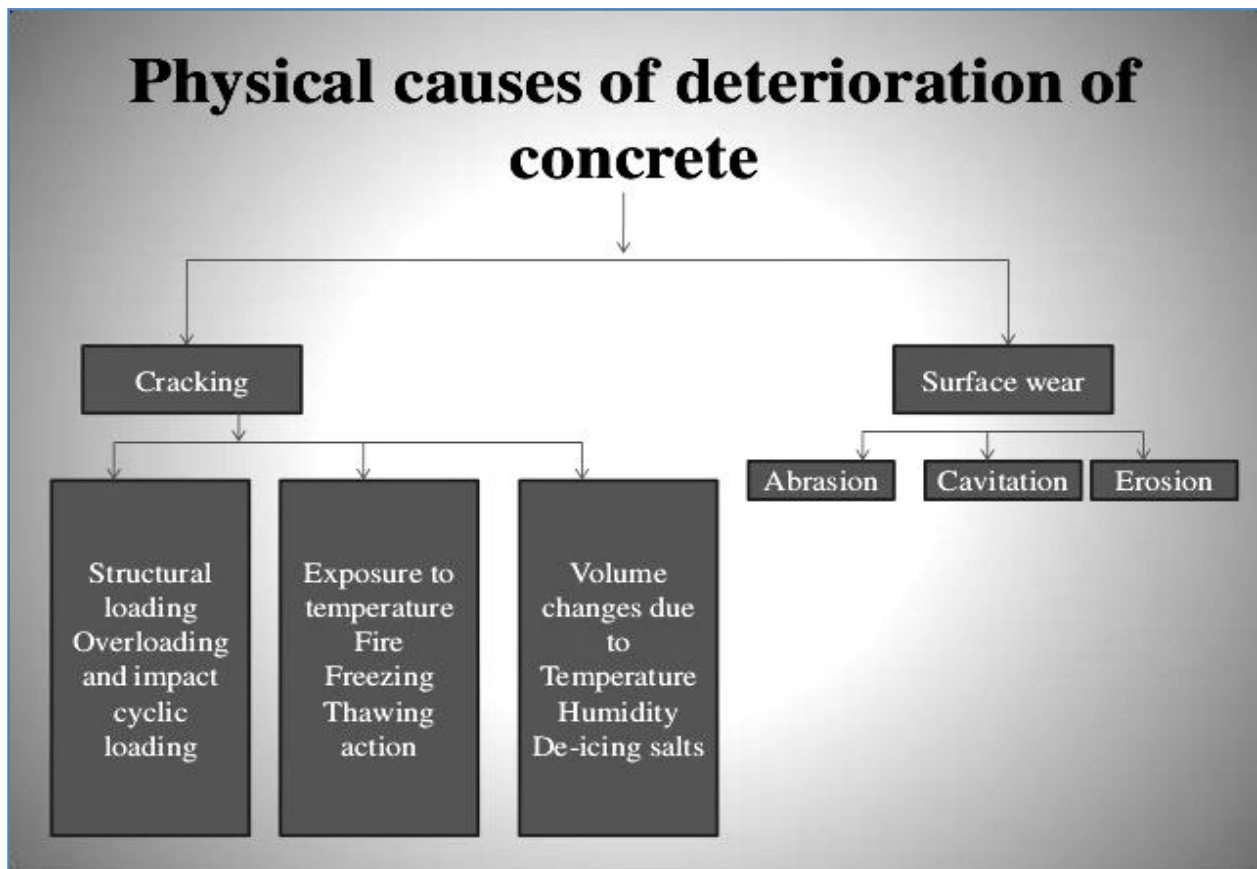 Physical causes of deterioration of
concrete
Cracking
Surface wear
Abrasion
Cavitation
Erosion
Structural
loading
Overloading
and impact
cyclic
loading
Exposure to
temperature
Fire
Freezing
Thawing
action
Volume
changes due
to
Temperature
Humidity
De-icing salts